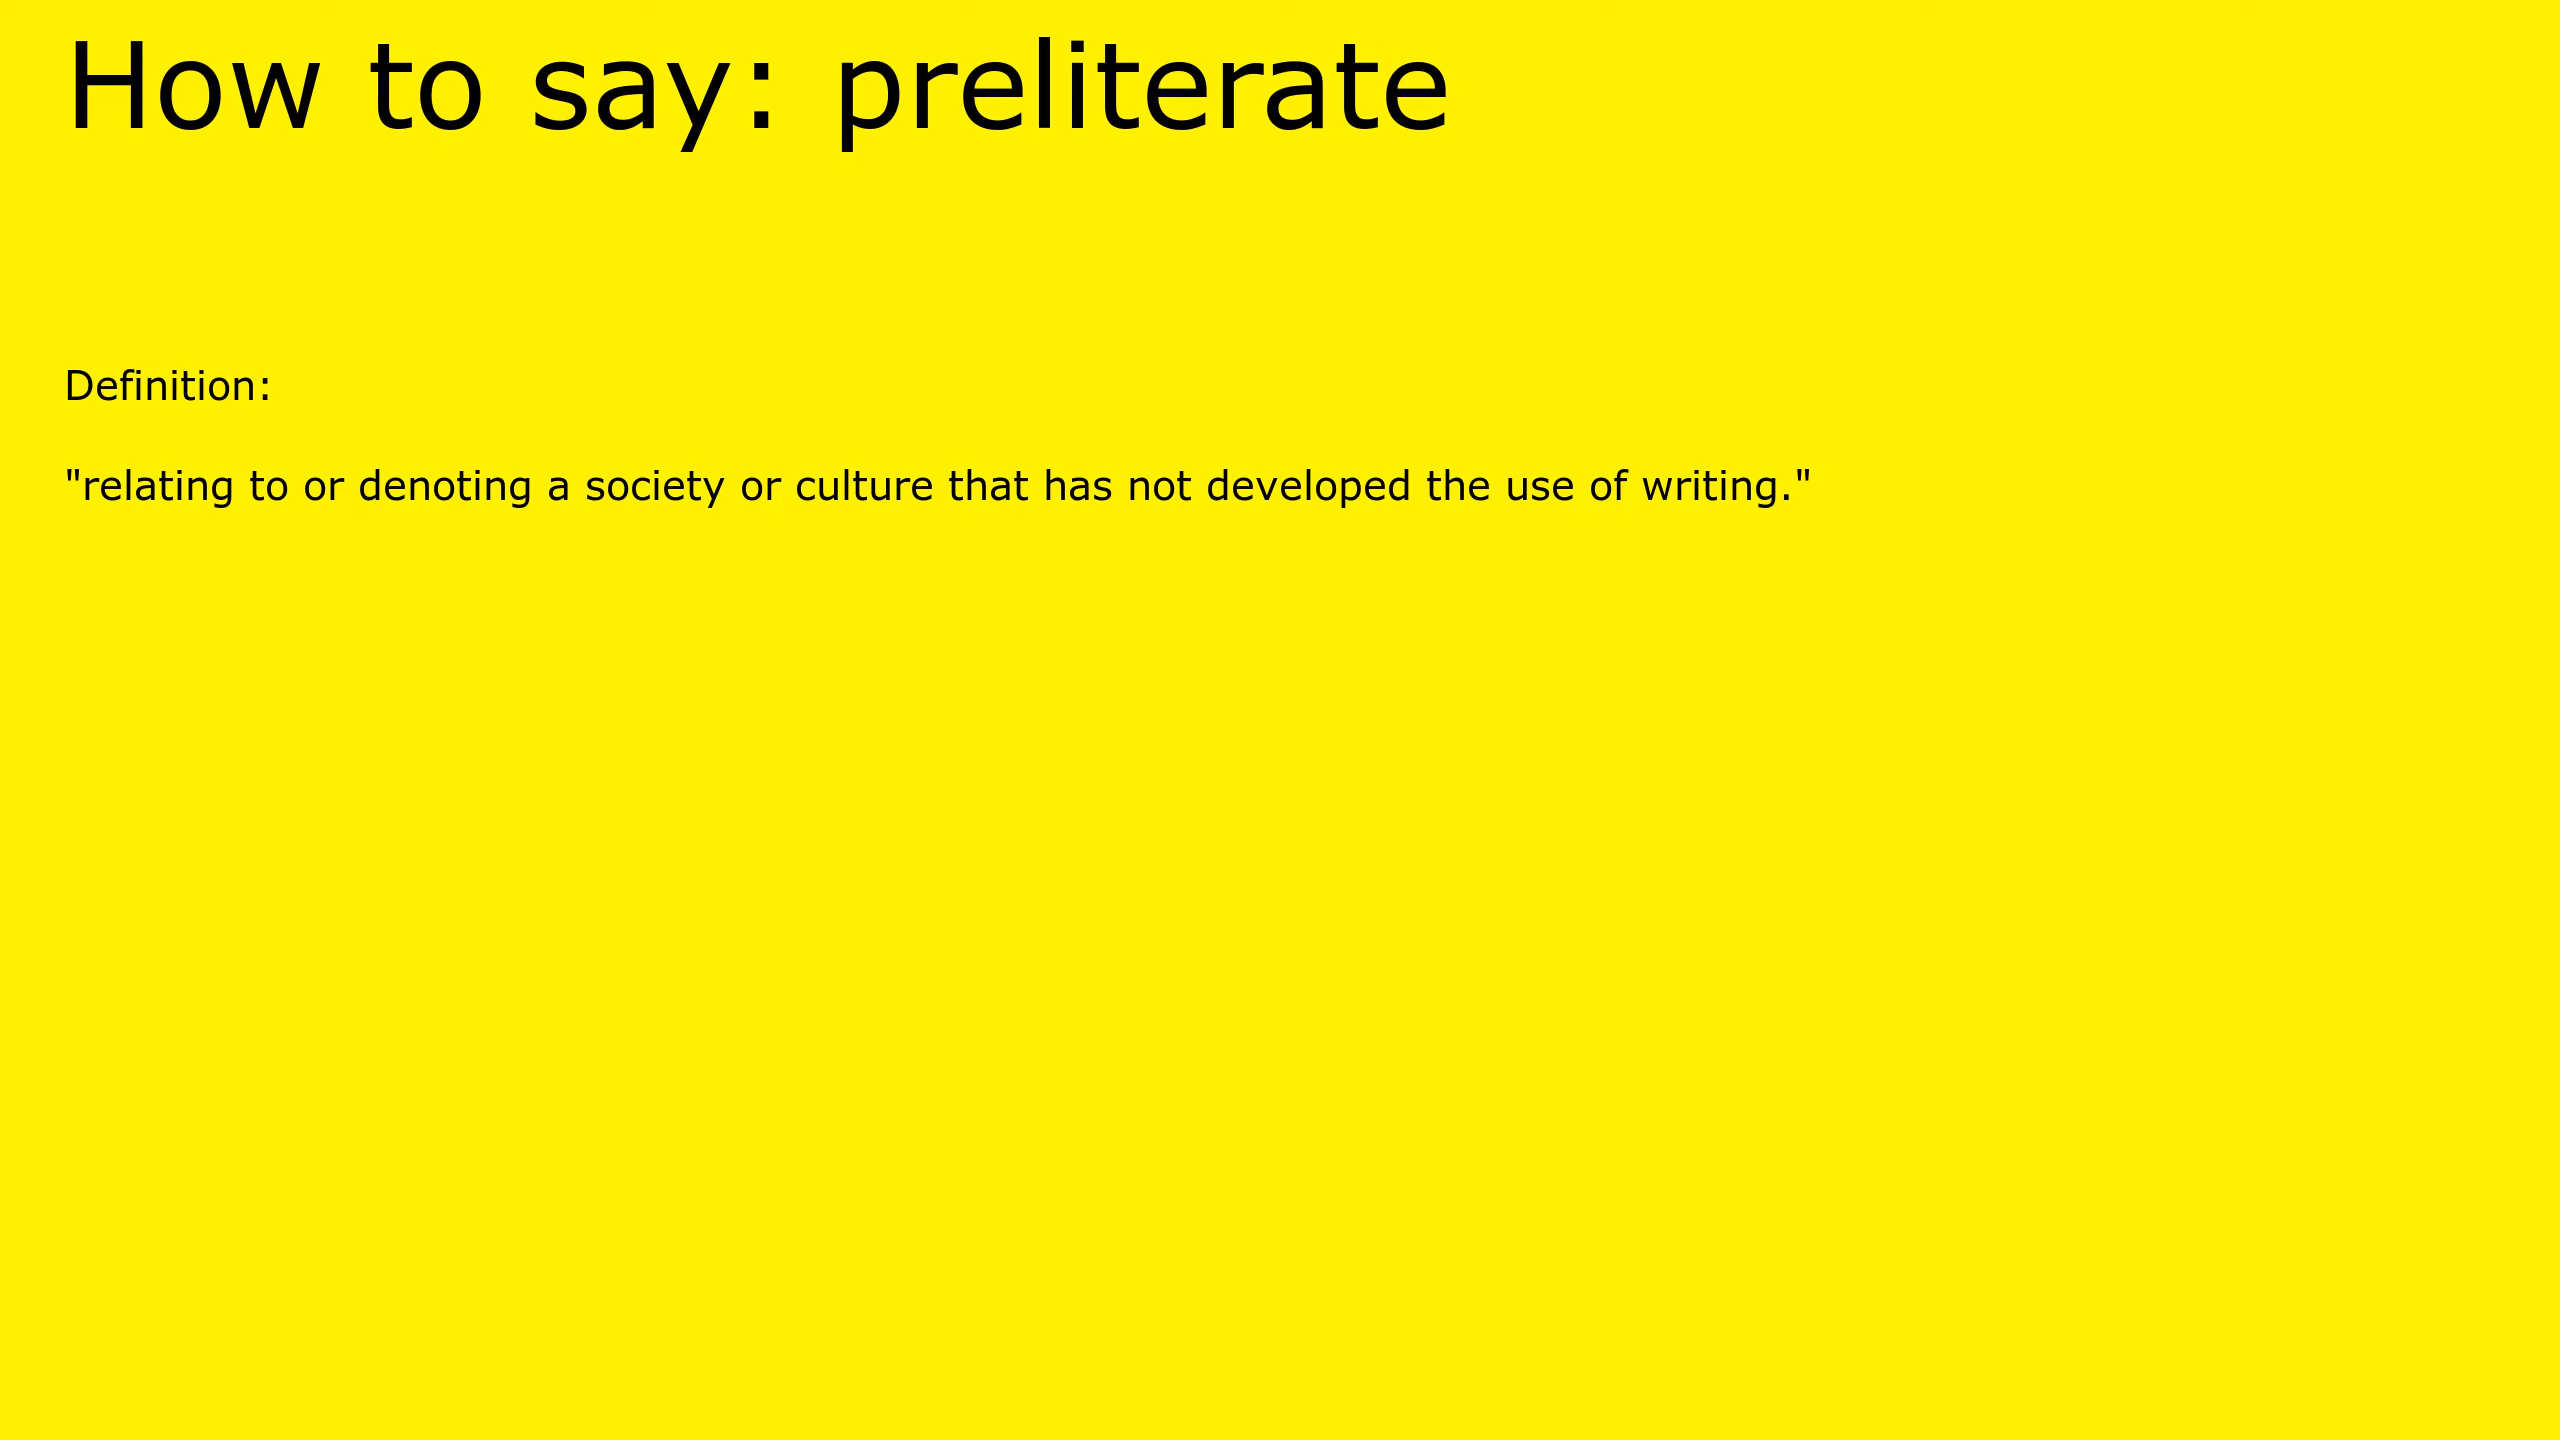 How to say: preliterate
Definition:
"relating to or denoting a society or culture that has not developed the use of writing."